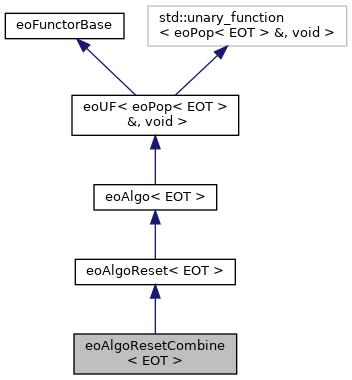 eoFunctorBase
std::unary_function
< eoPop< EOT > &, void >
eoUF< eoPop< EOT >
&, void >
eoAlgo< EOT >
eoAlgoReset< EOT >
eoAlgoResetCombine
< EOT >